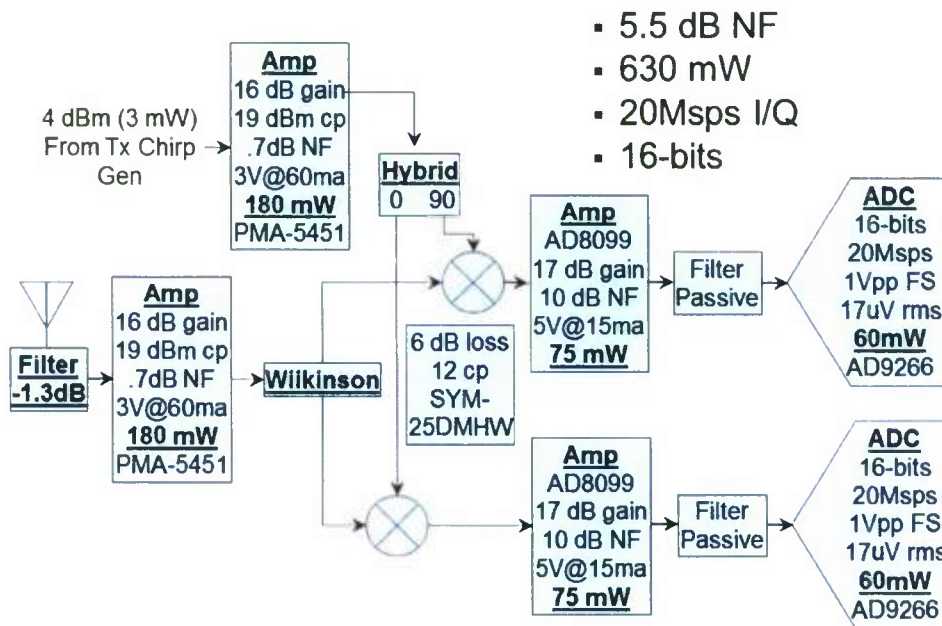 ▪ 5.5 dB NF
▪ 630 mW
▪ 20Msps I/Q
▪ 16-bits
4 dBm (3 mW)
From Tx Chirp
Gen
Amp
16 dB gain
19 dBm cp
.7dB NF
3V@60ma
180 mW
PMA-5451
Hybrid
0 90
Filter
-1.3dB
Amp
16 dB gain
19 dBm cp
.7dB NF
3V@60ma
180 mW
PMA-5451
Wilkinson
6 dB loss
12 cp
SYM-
25DMHW
Amp
AD8099
17 dB gain
10 dB NF
5V@15ma
75 mW
Filter
Passive
ADC
16-bits
20Msps
1Vpp FS
17uV rms
60mW
AD9266
Amp
AD8099
17 dB gain
10 dB NF
5V@15ma
75 mW
Filter
Passive
ADC
16-bits
20Msps
1Vpp FS
17uV rms
60mW
AD9266